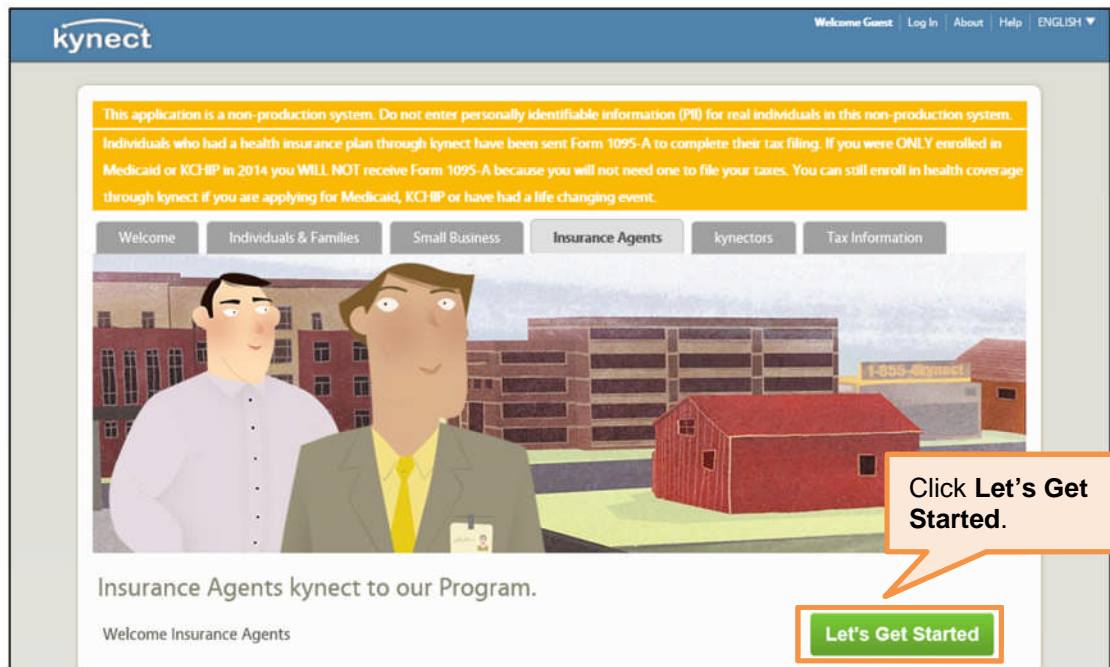 kynect
Welcome Guest | Log In | About | Help | ENGLISH ▼
This application is a non-production system. Do not enter personally identifiable information (PII) for real individuals in this non-production system.
Individuals who had a health insurance plan through kynect have been sent Form 1095-A to complete their tax filing. If you were ONLY enrolled in
Medicaid or KCHIP in 2014 you WILL NOT receive Form 1095-A because you will not need one to file your taxes. You can still enroll in health coverage
through kynect if you are applying for Medicaid, KCHIP or have had a life changing event.
Welcome
Individuals & Families
Small Business
Insurance Agents
kynectors
Tax Information
1-855-4kynect
Click Let's Get
Started.
Insurance Agents kynect to our Program.
Welcome Insurance Agents
Let's Get Started